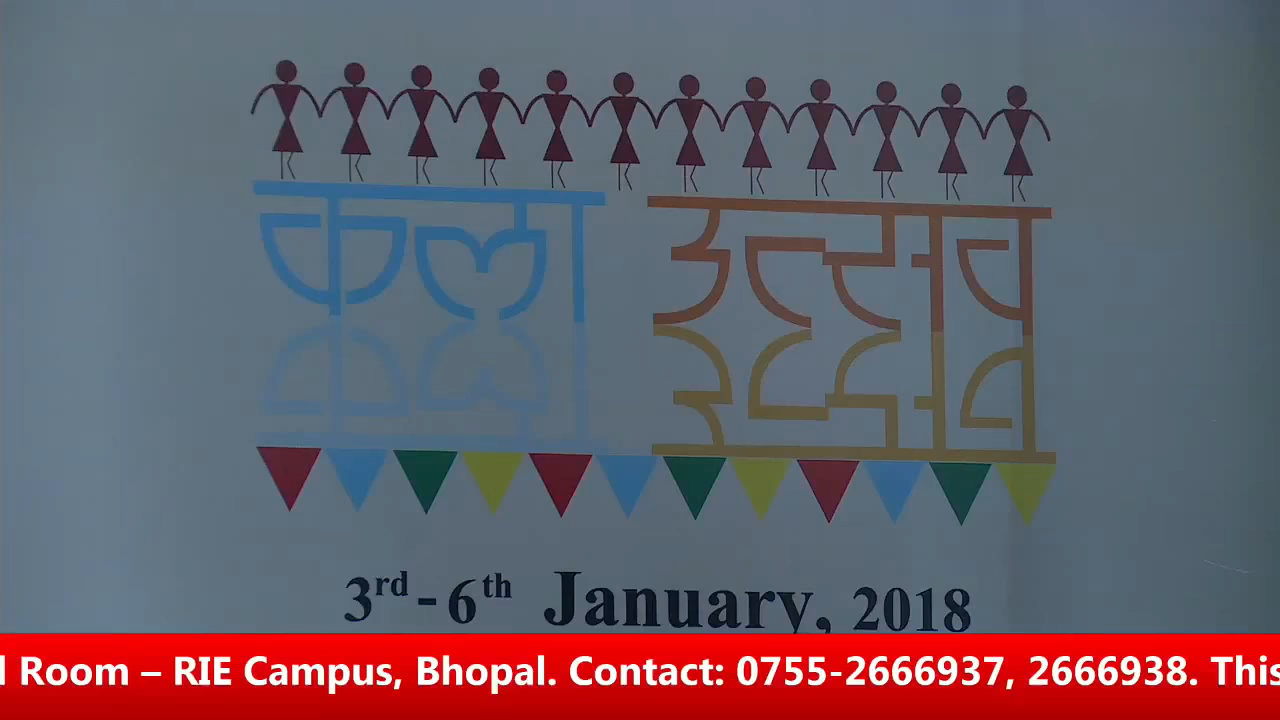 कला उत्सव
3rd - 6th January, 2018
Room – RIE Campus, Bhopal. Contact: 0755-2666937, 2666938. This